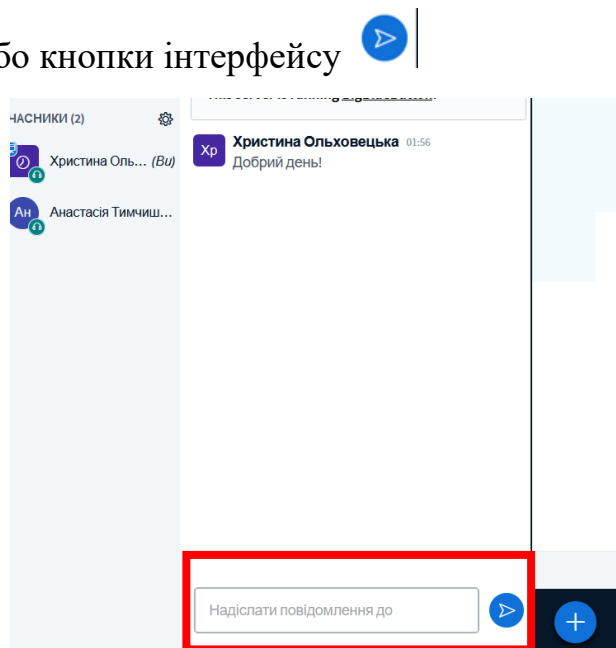 бо кнопки інтерфейсу
ЧАСНИКИ (2)
Христина Оль... (Ви)
Ан Анастасія Тимчиш...
Хр Христина Ольховецька 01:56
Добрий день!
Надіслати повідомлення до